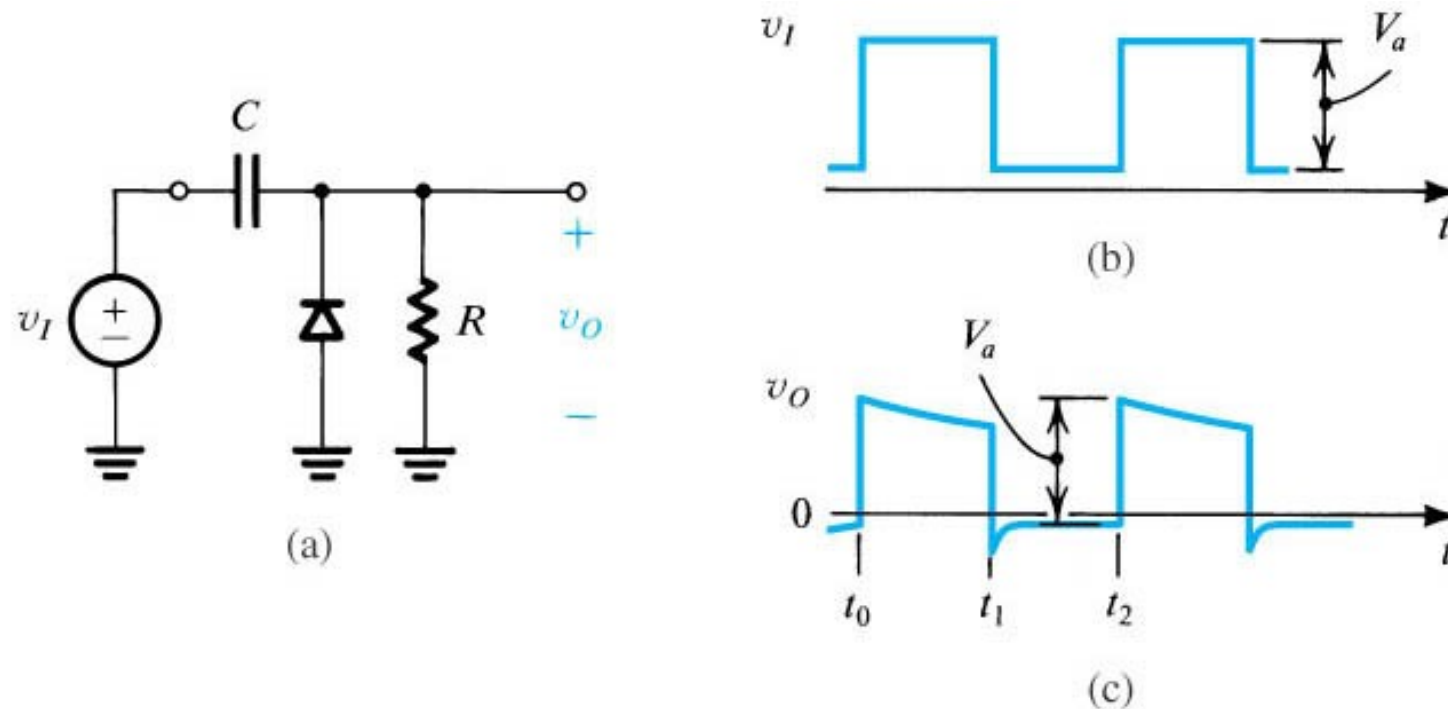 C
v_I
+
−
R
+
v_O
−
(a)
v_I
V_a
t
(b)
V_a
v_O
0
t
t_0
t_1
t_2
(c)